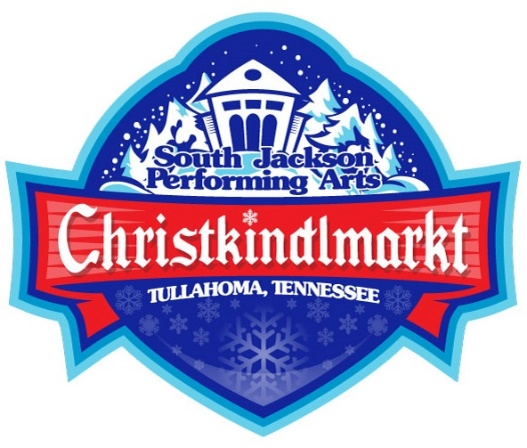 South Jackson
Performing Arts
Christkindlmarkt
TULLAHOMA, TENNESSEE